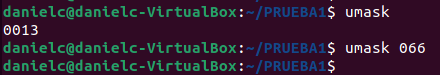 danielc@danielc-VirtualBox:~/PRUEBA1$ umask
0013
danielc@danielc-VirtualBox:~/PRUEBA1$ umask 066
danielc@danielc-VirtualBox:~/PRUEBA1$